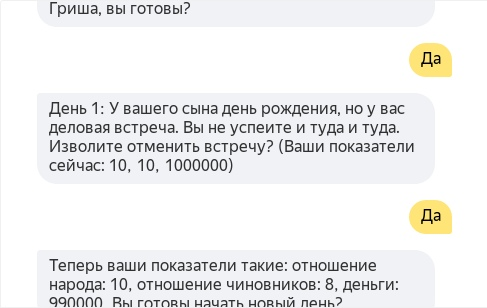 Гриша, вы готовы?
Да
День 1: У вашего сына день рождения, но у вас
деловая встреча. Вы не успеите и туда и туда.
Изволите отменить встречу? (Ваши показатели
сейчас: 10, 10, 1000000)
Да
Теперь ваши показатели такие: отношение
народа: 10, отношение чиновников: 8, деньги:
990000. Вы готовы начать новый день?